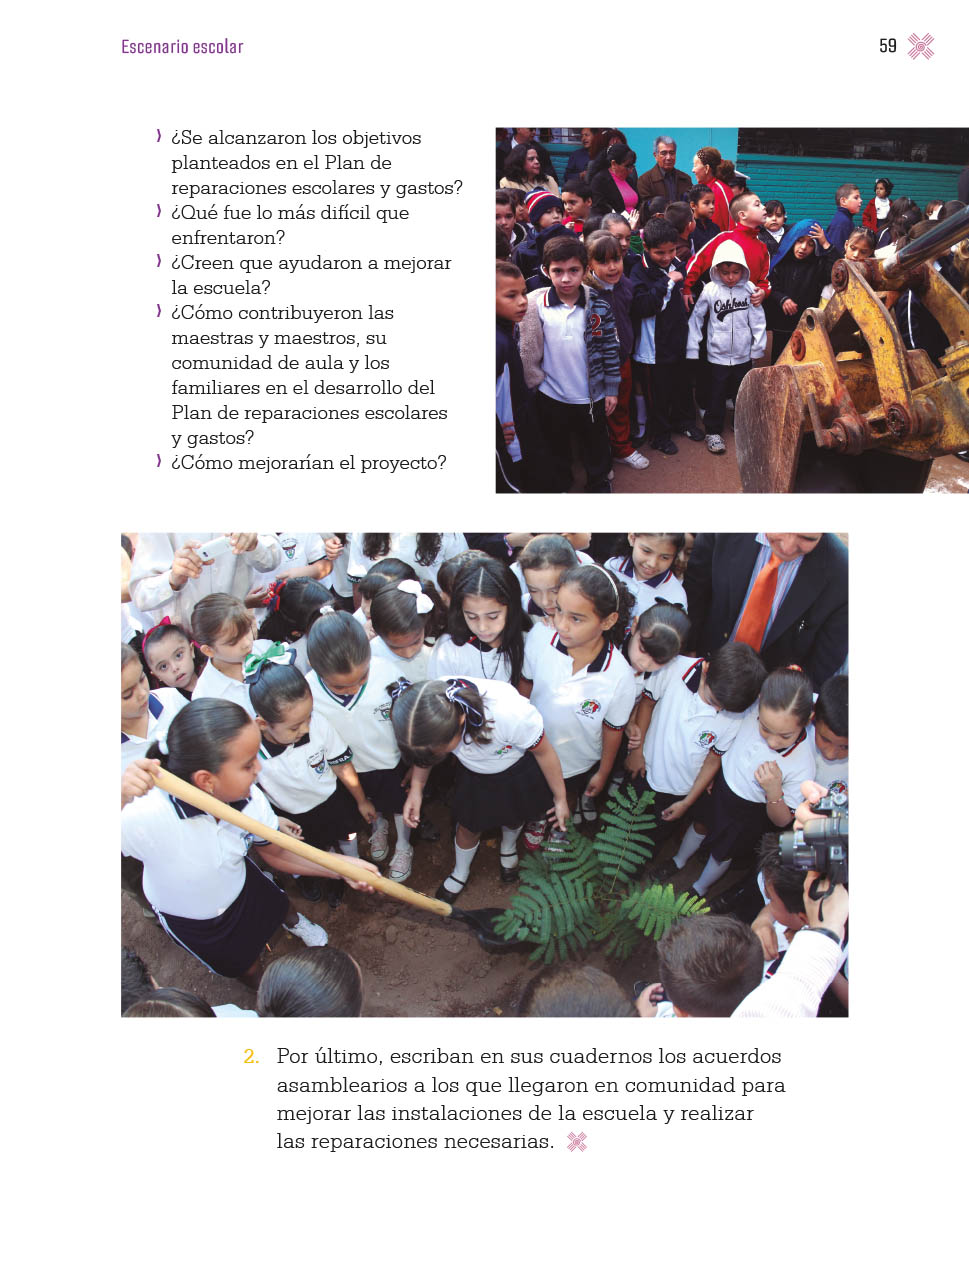 Escenario escolar
59
¿Se alcanzaron los objetivos
planteados en el Plan de
reparaciones escolares y gastos?
¿Qué fue lo más difícil que
enfrentaron?
¿Creen que ayudaron a mejorar
la escuela?
¿Cómo contribuyeron las
maestras y maestros, su
comunidad de aula y los
familiares en el desarrollo del
Plan de reparaciones escolares
y gastos?
¿Cómo mejorarían el proyecto?
2. Por último, escriban en sus cuadernos los acuerdos
asamblearios a los que llegaron en comunidad para
mejorar las instalaciones de la escuela y realizar
las reparaciones necesarias.